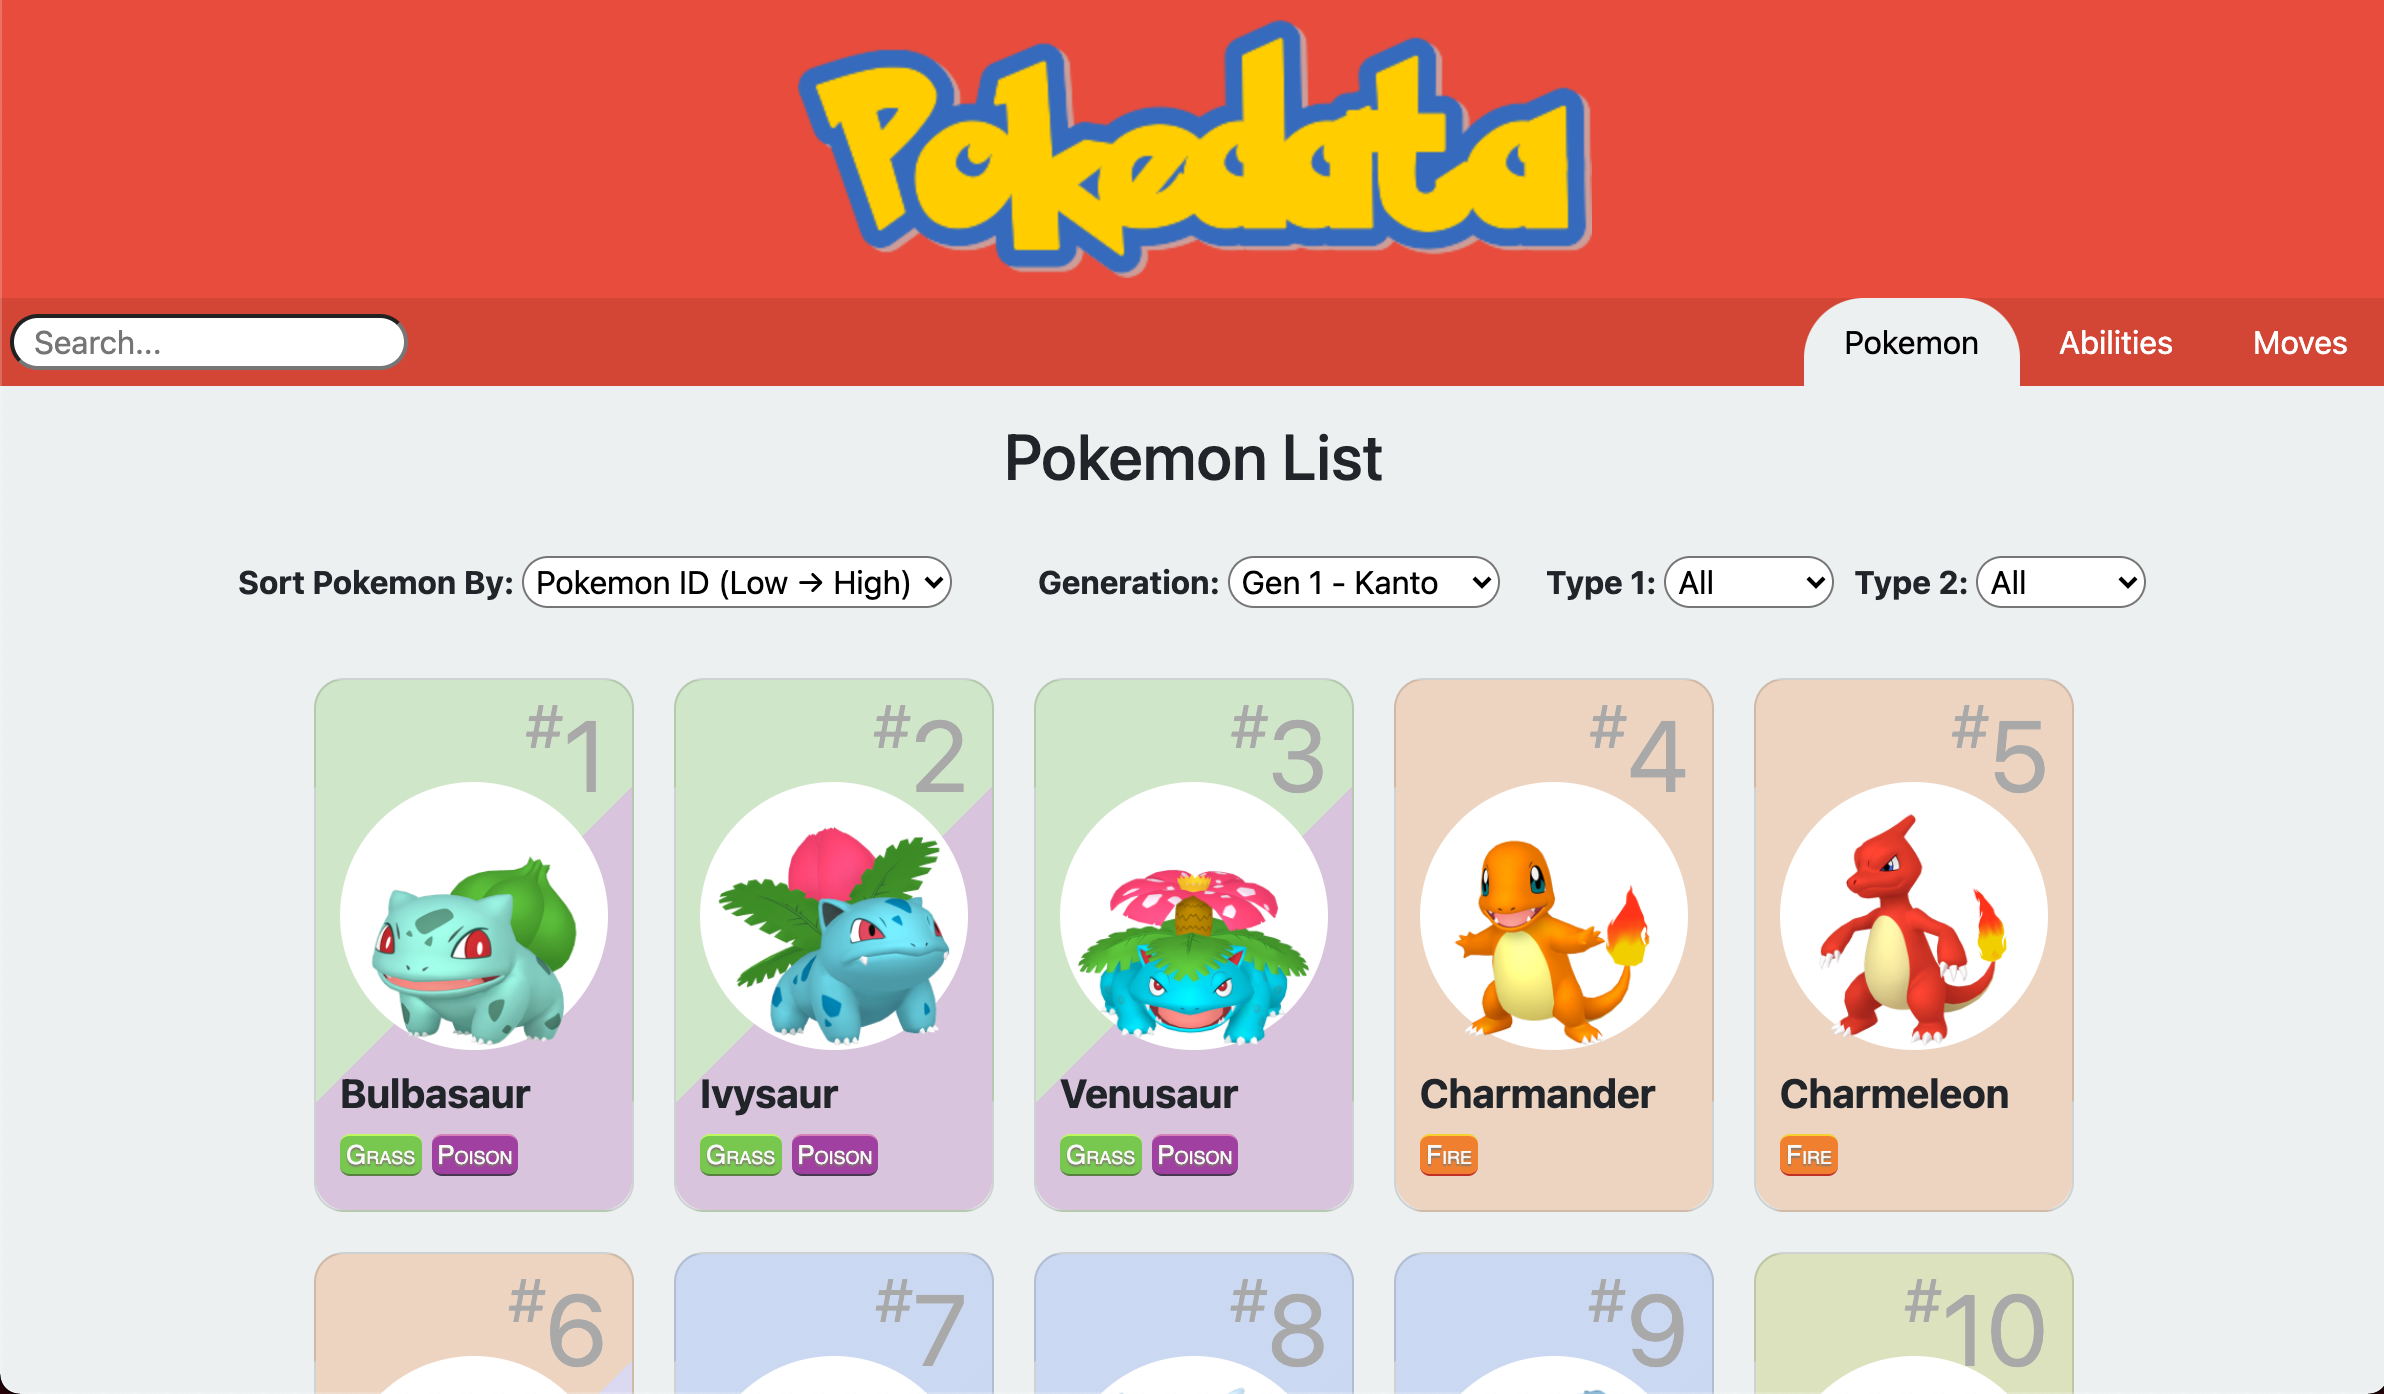 Pokedata
Search...
Pokemon
Abilities
Moves
Pokemon List
Sort Pokemon By: Pokemon ID (Low → High)
Generation: Gen 1 - Kanto
Type 1: All
Type 2: All
#1
#2
#3
#4
#5
Bulbasaur
Ivysaur
Venusaur
Charmander
Charmeleon
Grass Poison
Grass Poison
Grass Poison
Fire
Fire
#6
#7
#8
#9
#10